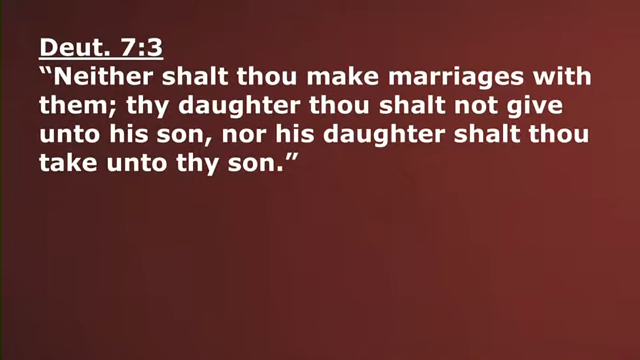 Deut. 7:3
“Neither shalt thou make marriages with
them; thy daughter thou shalt not give
unto his son, nor his daughter shalt thou
take unto thy son.”